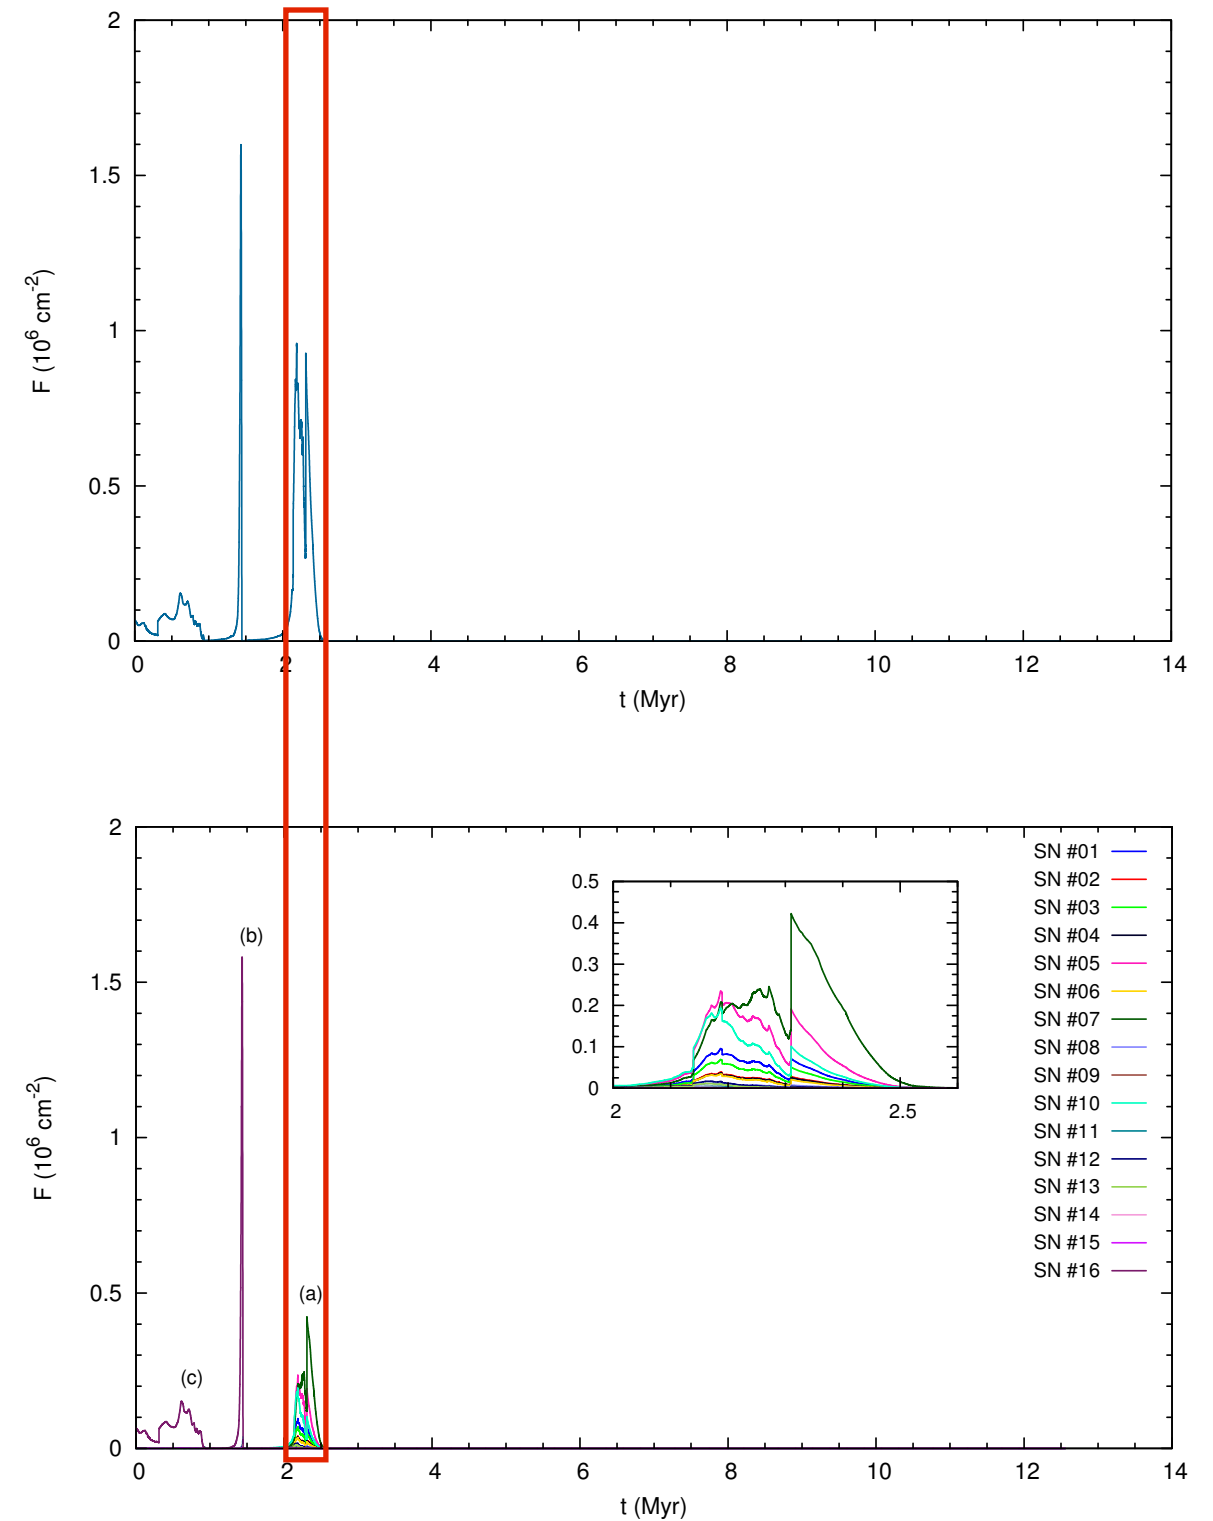 2
1.5
1
0.5
0
F (10^6 cm^-2)
0 2 4 6 8 10 12 14
t (Myr)
2
1.5
1
0.5
0
F (10^6 cm^-2)
(b)
(a)
(c)
0.5
0.4
0.3
0.2
0.1
0
2 2.5
SN #01
SN #02
SN #03
SN #04
SN #05
SN #06
SN #07
SN #08
SN #09
SN #10
SN #11
SN #12
SN #13
SN #14
SN #15
SN #16
0 2 4 6 8 10 12 14
t (Myr)